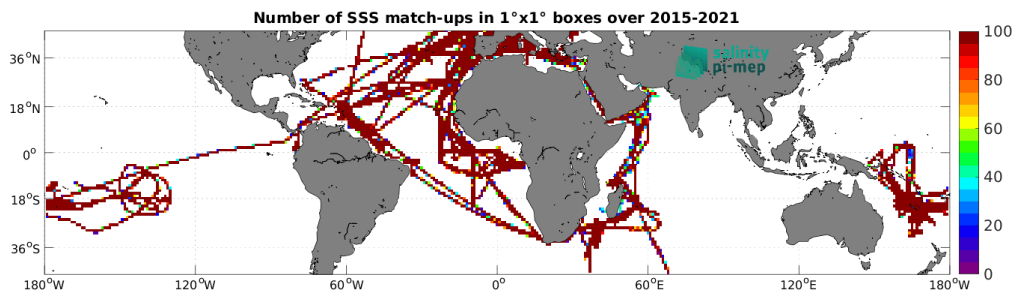 Number of SSS match-ups in 1°x1° boxes over 2015-2021
salinity
pi-mep
36°N
18°N
0°
18°S
36°S
180°W 120°W 60°W 0° 60°E 120°E 180°W
100
80
60
40
20
0